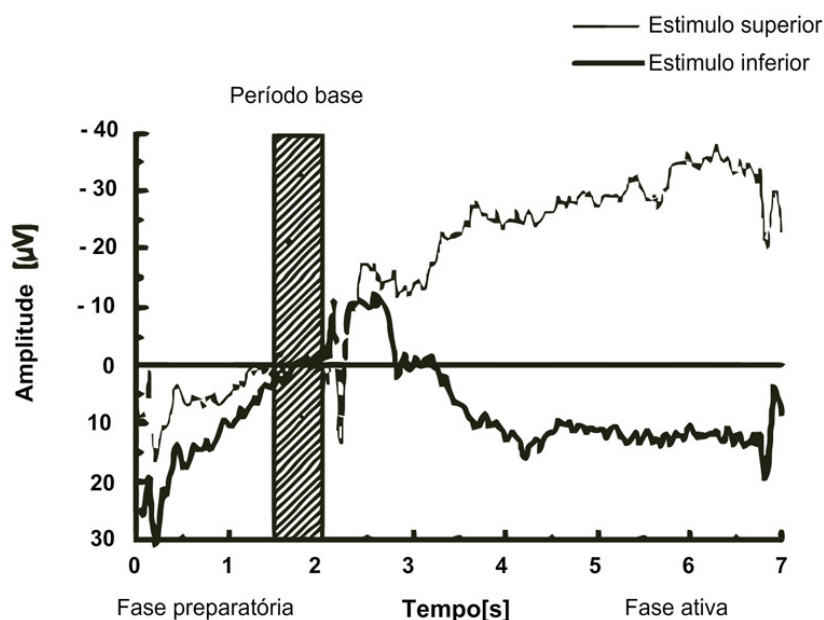 Estimulo superior
Estimulo inferior
Período base
Amplitude [µV]
- 40
- 30
- 20
- 10
0
10
20
30
0 1 2 3 4 5 6 7
Fase preparatória Tempo[s] Fase ativa